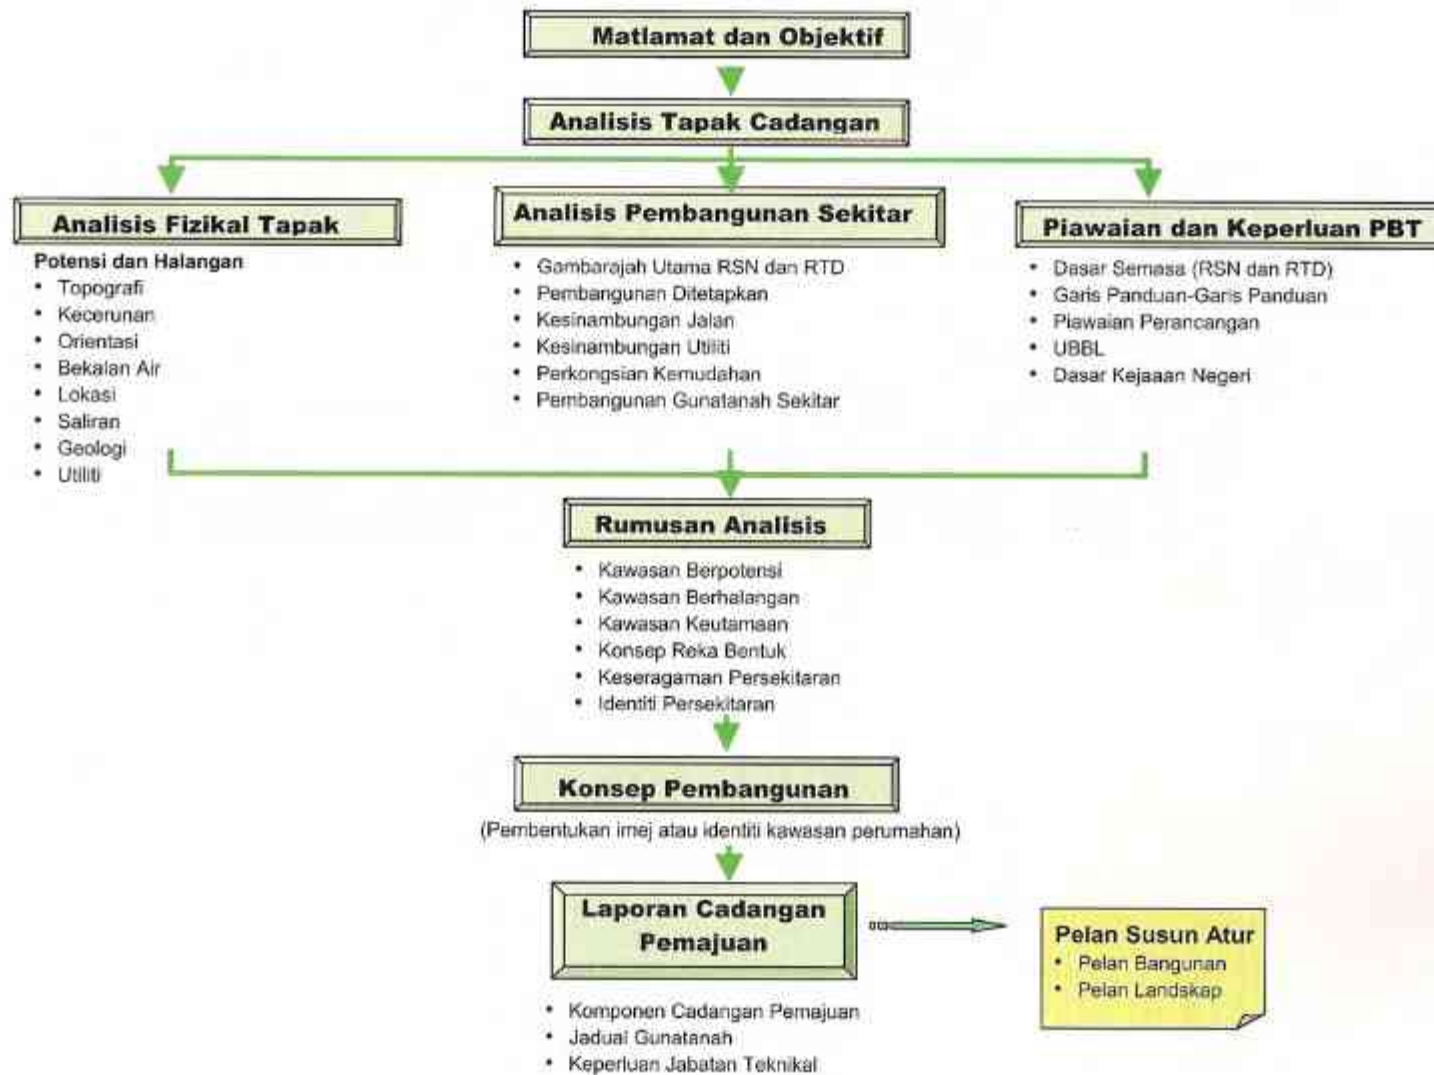 Matlamat dan Objektif
Analisis Tapak Cadangan
Analisis Fizikal Tapak
Potensi dan Halangan
• Topografi
• Kecerunan
• Orientasi
• Bekalan Air
• Lokasi
• Saliran
• Geologi
• Utiliti
Analisis Pembangunan Sekitar
• Gambarajah Utama RSN dan RTD
• Pembangunan Ditetapkan
• Kesinambungan Jalan
• Kesinambungan Utiliti
• Perkongsian Kemudahan
• Pembangunan Gunatanah Sekitar
Piawaian dan Keperluan PBT
• Dasar Semasa (RSN dan RTD)
• Garis Panduan-Garis Panduan
• Piawaian Perancangan
• UBBL
• Dasar Kejaaan Negeri
Rumusan Analisis
• Kawasan Berpotensi
• Kawasan Berhalangan
• Kawasan Keutamaan
• Konsep Reka Bentuk
• Keseragaman Persekitaran
• Identiti Persekitaran
Konsep Pembangunan
(Pembentukan imej atau identiti kawasan perumahan)
Laporan Cadangan
Pemajuan
• Komponen Cadangan Pemajuan
• Jadual Gunatanah
• Keperluan Jabatan Teknikal
Pelan Susun Atur
• Pelan Bangunan
• Pelan Landskap